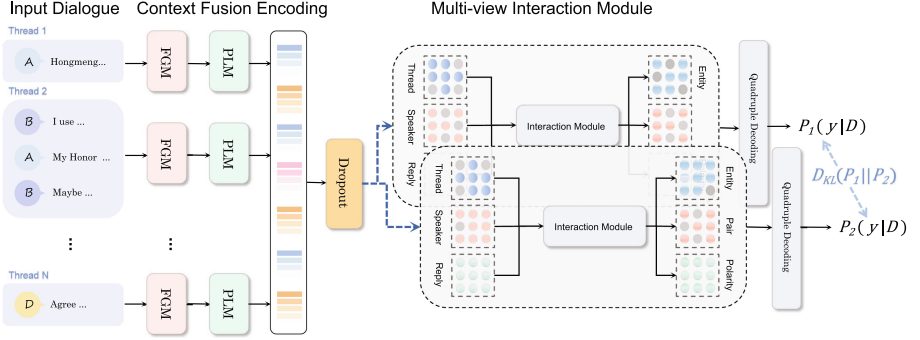 Input Dialogue
Context Fusion Encoding
Multi-view Interaction Module
Thread 1
A
Hongmeng...
FGM
PLM
Thread 2
B
I use ...
A
My Honor ...
B
Maybe ...
FGM
PLM
...
...
Thread N
D
Agree ...
FGM
PLM
Dropout
Thread
Speaker
Reply
Interaction Module
Entity
Quadruple Decoding
P1(y|D)
Thread
Speaker
Reply
Interaction Module
Entity
Pair
Polarity
Quadruple Decoding
P2(y|D)
DKL(P1||P2)